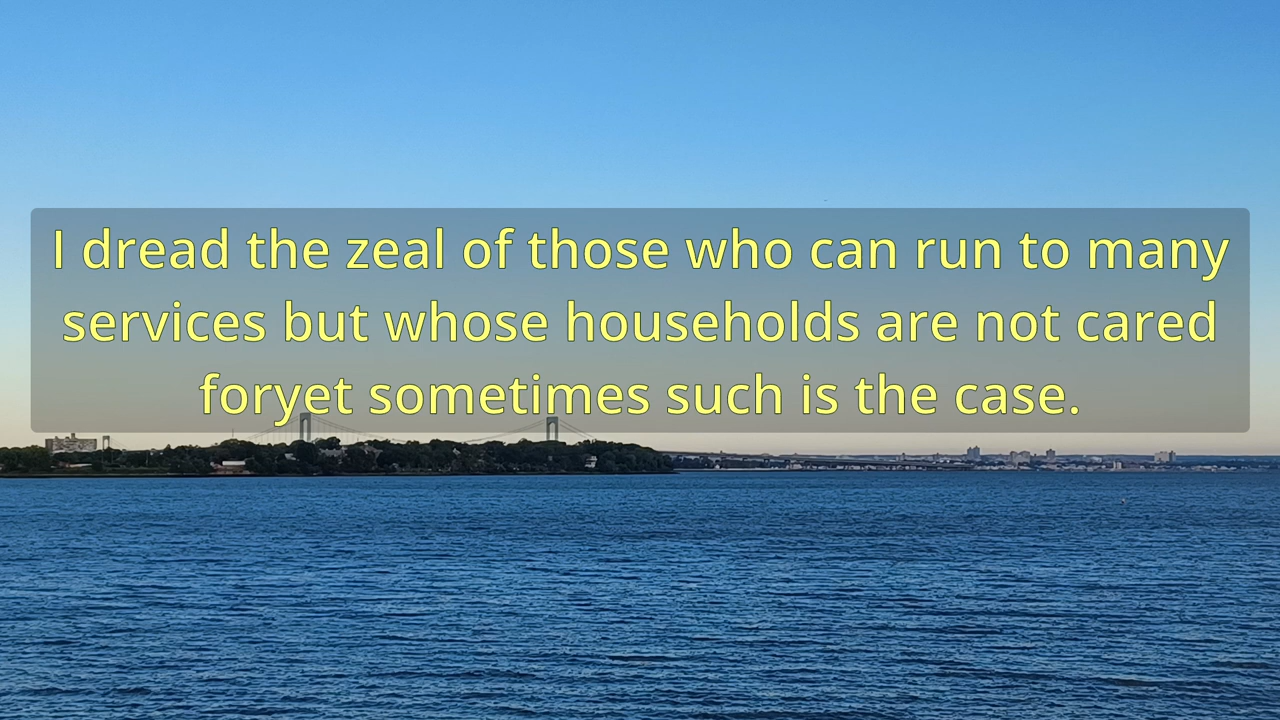 I dread the zeal of those who can run to many
services but whose households are not cared
foryet sometimes such is the case.